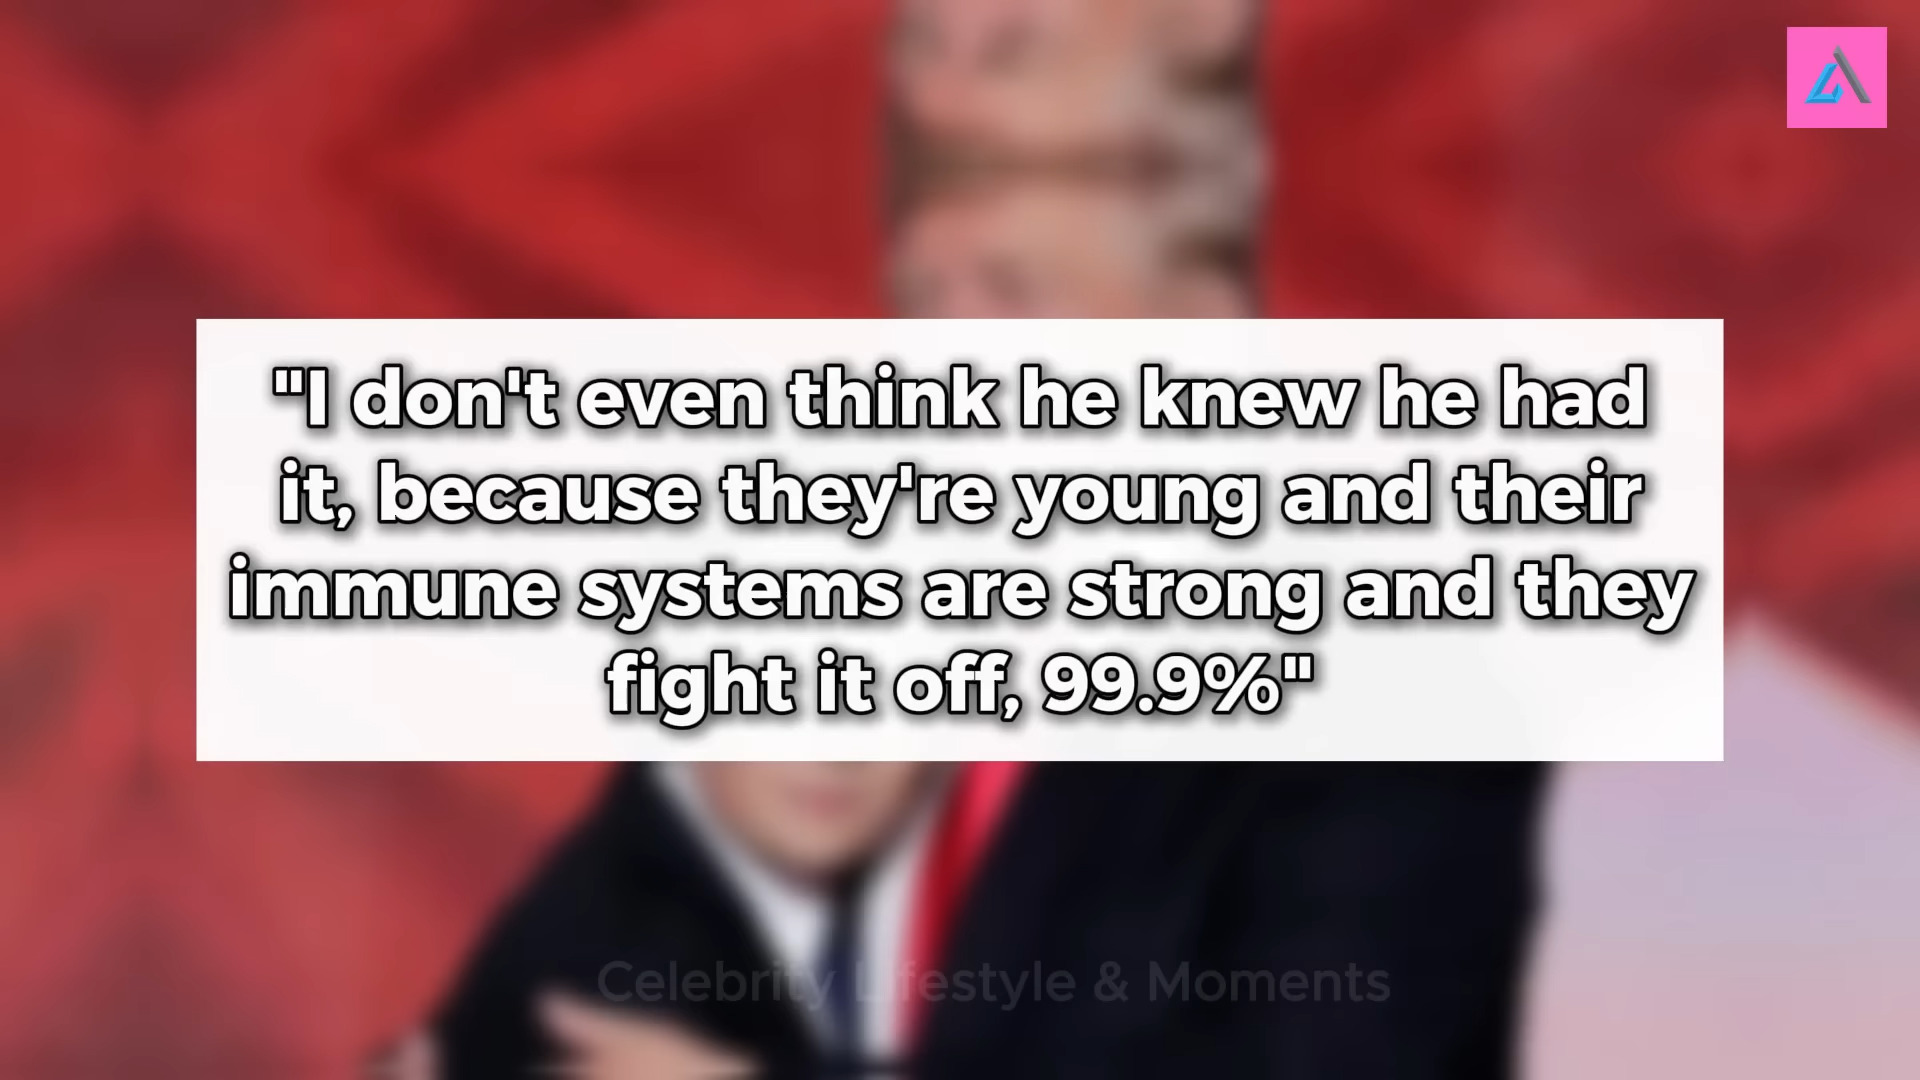 "I don't even think he knew he had
it, because they're young and their
immune systems are strong and they
fight it off, 99.9%"
Celebrity Lifestyle & Moments